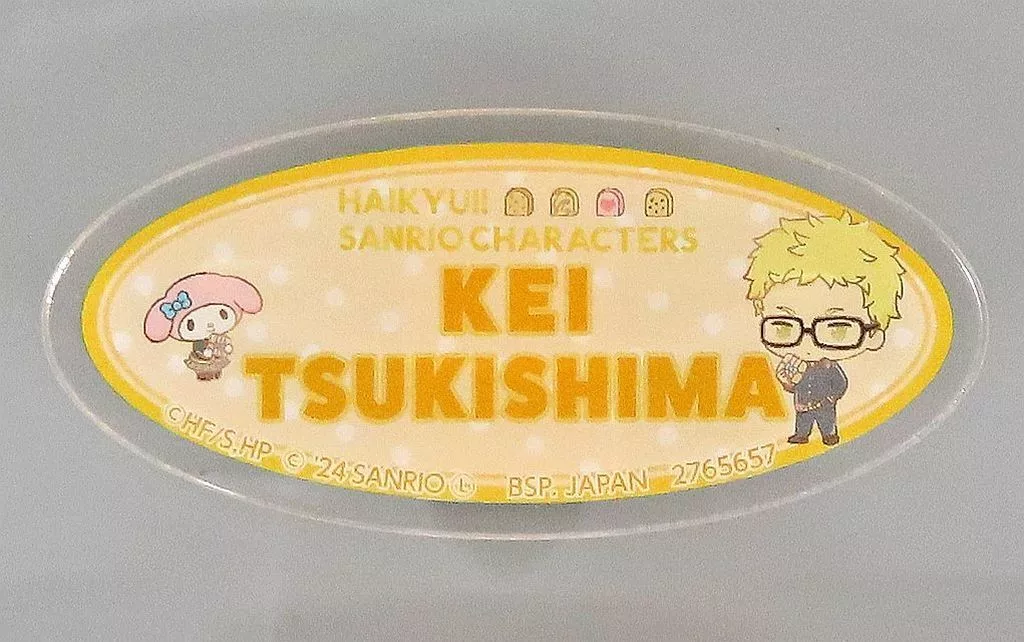 HAIKYU!!
SANRIO CHARACTERS
KEI
TSUKISHIMA
©HF/S,HP © '24 SANRIO Ⓛ BSP. JAPAN 2765657